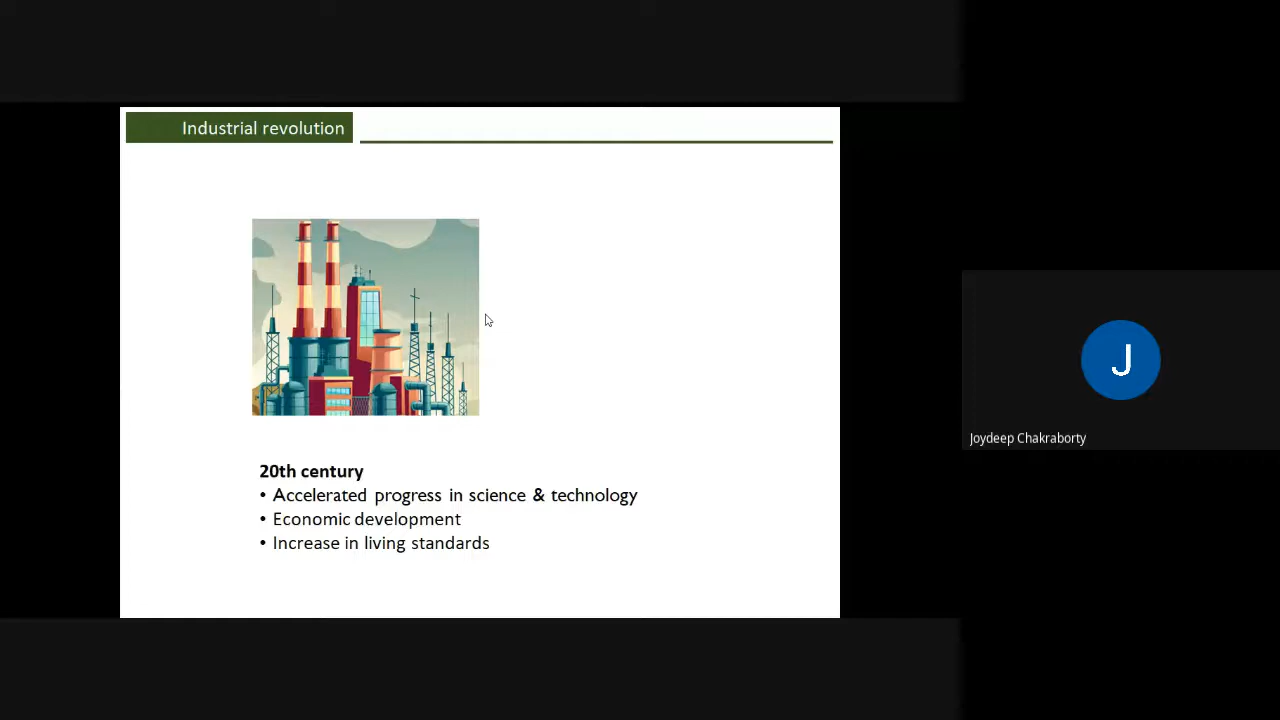 Industrial revolution
20th century
• Accelerated progress in science & technology
• Economic development
• Increase in living standards
J
Joydeep Chakraborty